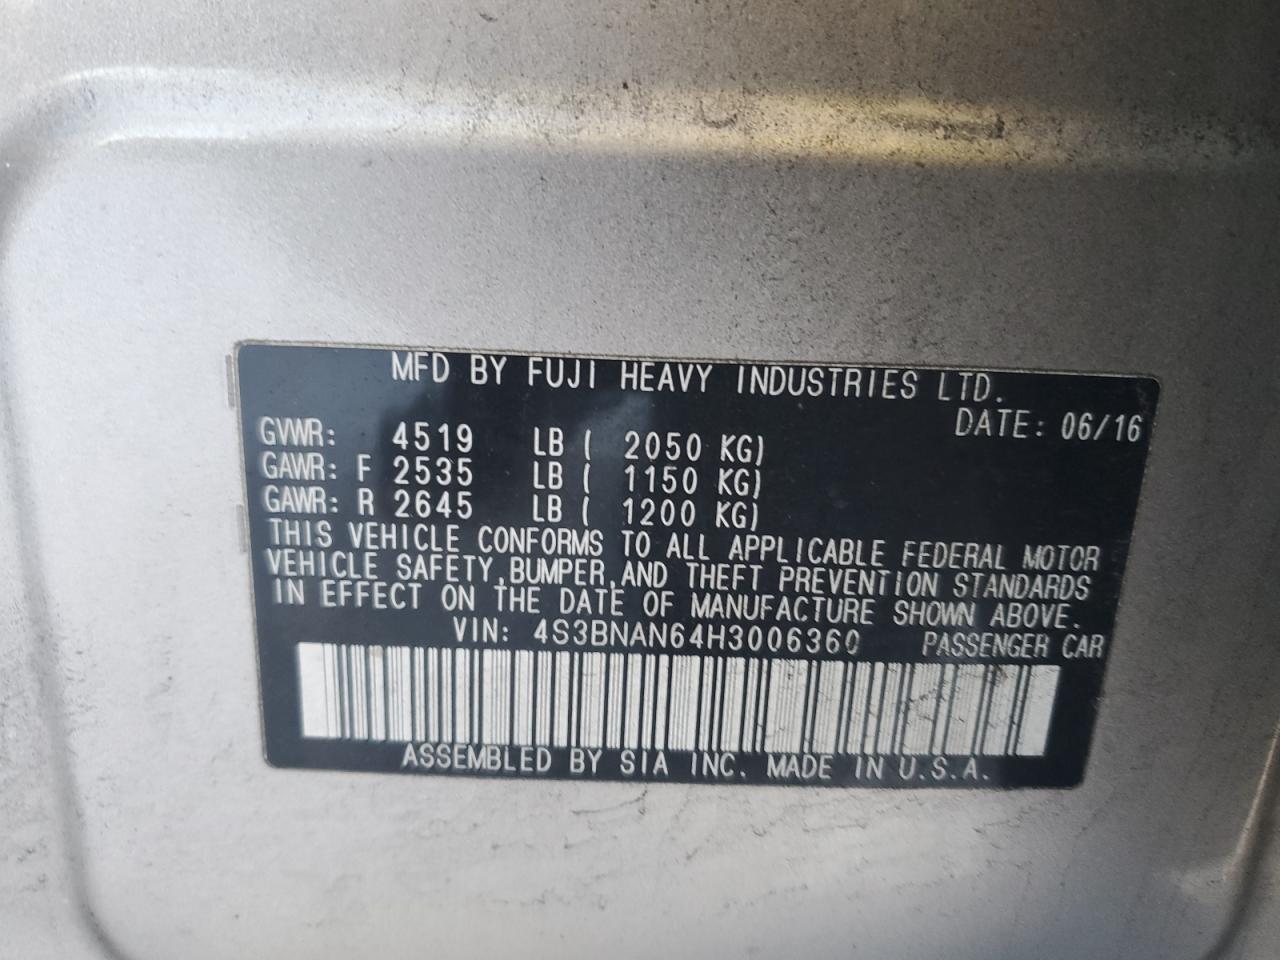 MFD BY FUJI HEAVY INDUSTRIES LTD.
DATE: 06/16
GVWR: 4519 LB ( 2050 KG)
GAWR: F 2535 LB ( 1150 KG)
GAWR: R 2645 LB ( 1200 KG)
THIS VEHICLE CONFORMS TO ALL APPLICABLE FEDERAL MOTOR
VEHICLE SAFETY,BUMPER,AND THEFT PREVENTION STANDARDS
IN EFFECT ON THE DATE OF MANUFACTURE SHOWN ABOVE.
VIN: 4S3BNAN64H3006360 PASSENGER CAR
ASSEMBLED BY SIA INC. MADE IN U.S.A.